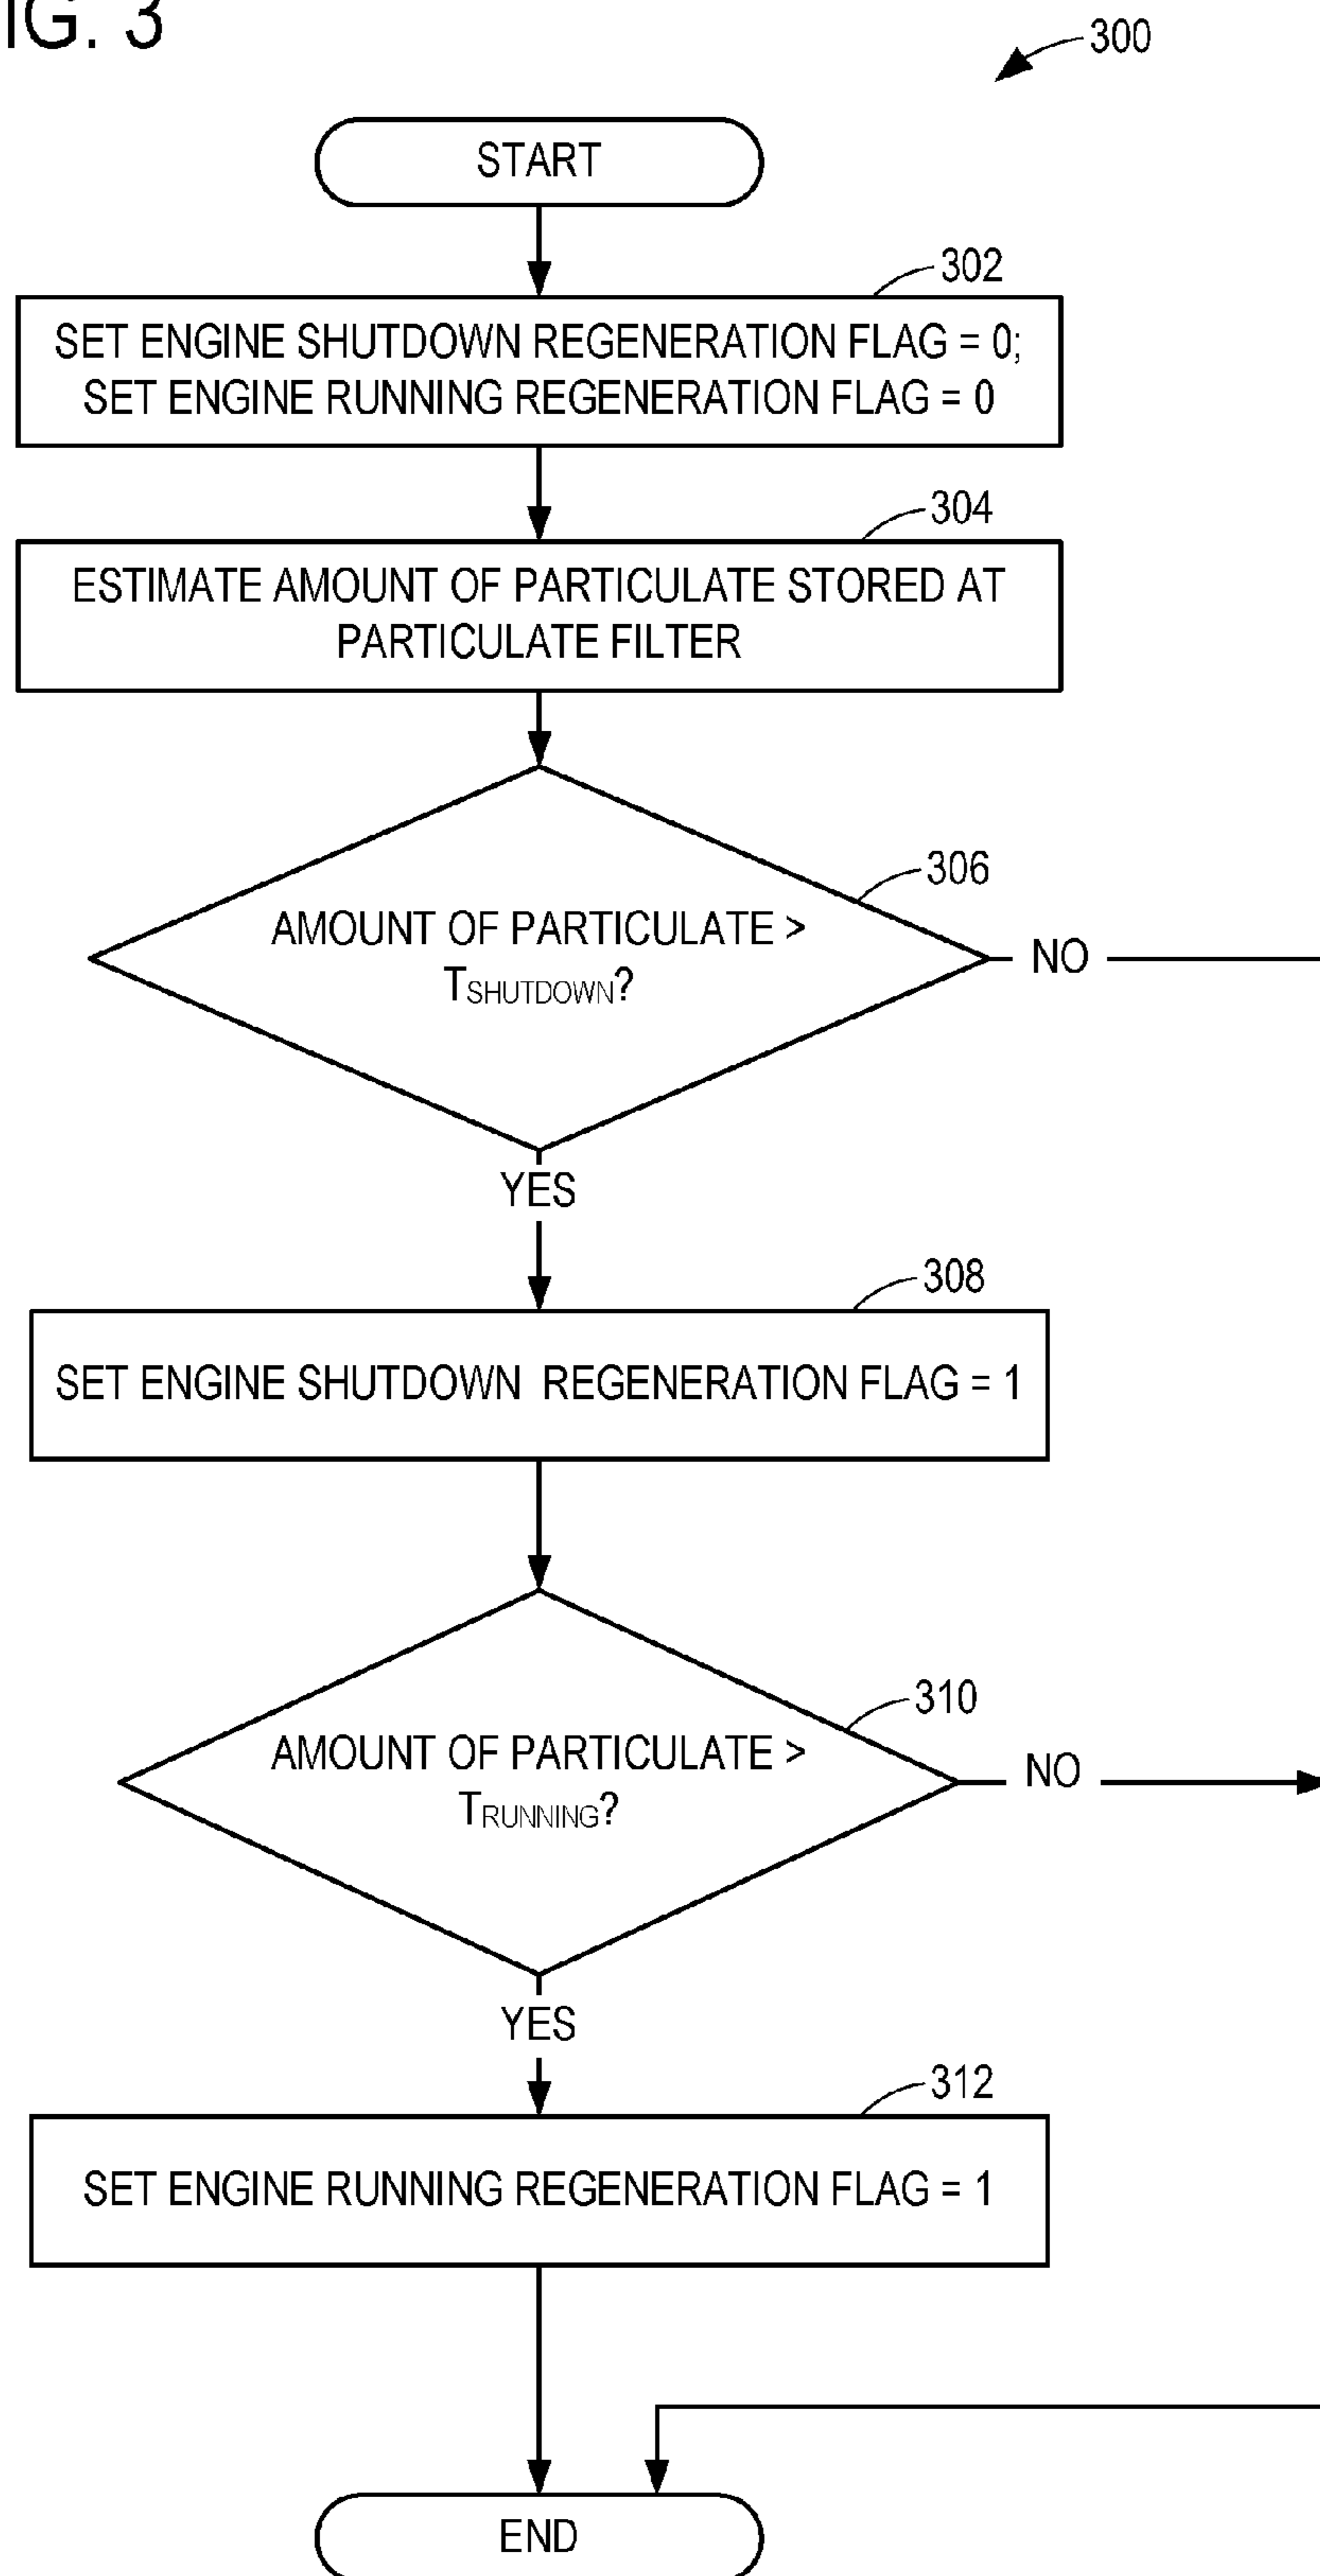 IG. 3
300
START
302
SET ENGINE SHUTDOWN REGENERATION FLAG = 0;
SET ENGINE RUNNING REGENERATION FLAG = 0
304
ESTIMATE AMOUNT OF PARTICULATE STORED AT
PARTICULATE FILTER
306
AMOUNT OF PARTICULATE >
TSHUTDOWN?
NO
YES
308
SET ENGINE SHUTDOWN REGENERATION FLAG = 1
310
AMOUNT OF PARTICULATE >
TRUNNING?
NO
YES
312
SET ENGINE RUNNING REGENERATION FLAG = 1
END